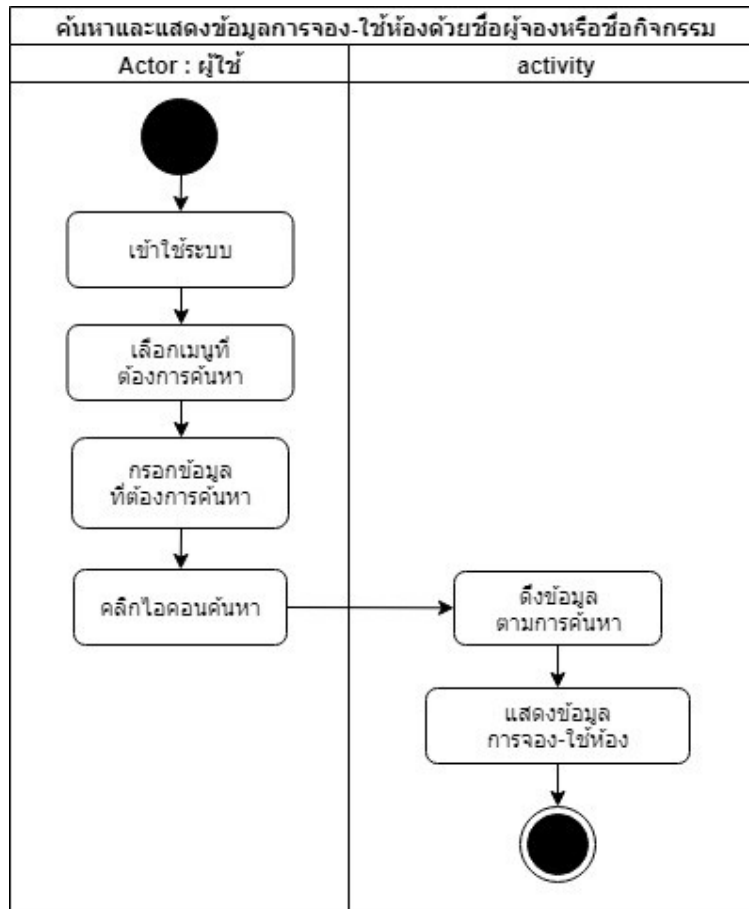 ค้นหาและแสดงข้อมูลการจอง-ใช้ห้องด้วยชื่อผู้จองหรือชื่อกิจกรรม
Actor : ผู้ใช้
activity
เข้าใช้ระบบ
เลือกเมนูที่
ต้องการค้นหา
กรอกข้อมูล
ที่ต้องการค้นหา
คลิกไอคอนค้นหา
ดึงข้อมูล
ตามการค้นหา
แสดงข้อมูล
การจอง-ใช้ห้อง